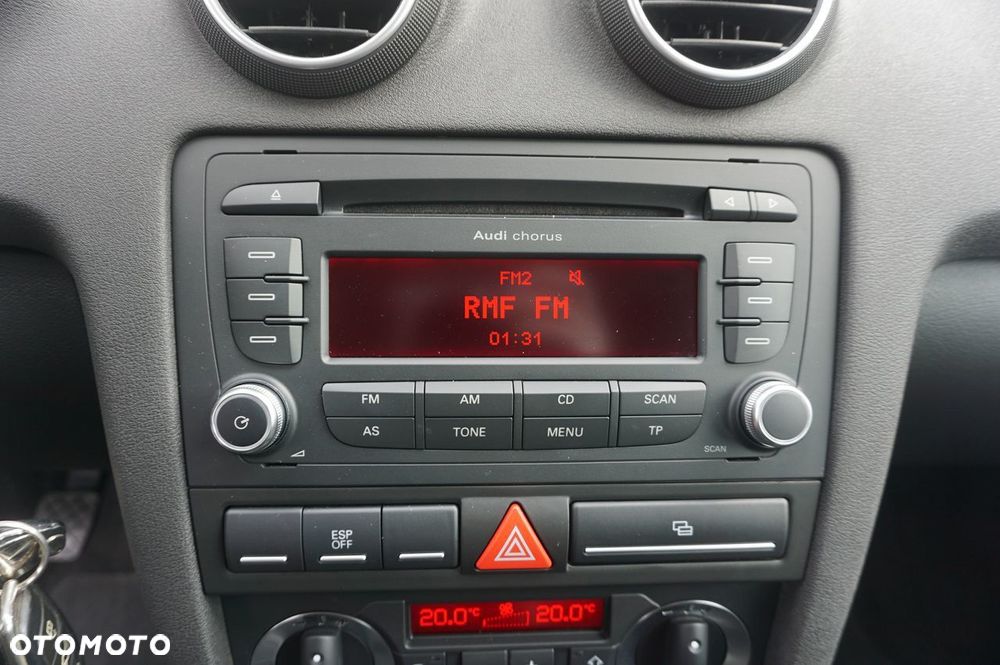 Audi chorus
FM2
RMF FM
01:31
FM AM CD SCAN
AS TONE MENU TP
SCAN
ESP
OFF
20.0°C 20.0°C
OTOMOTO